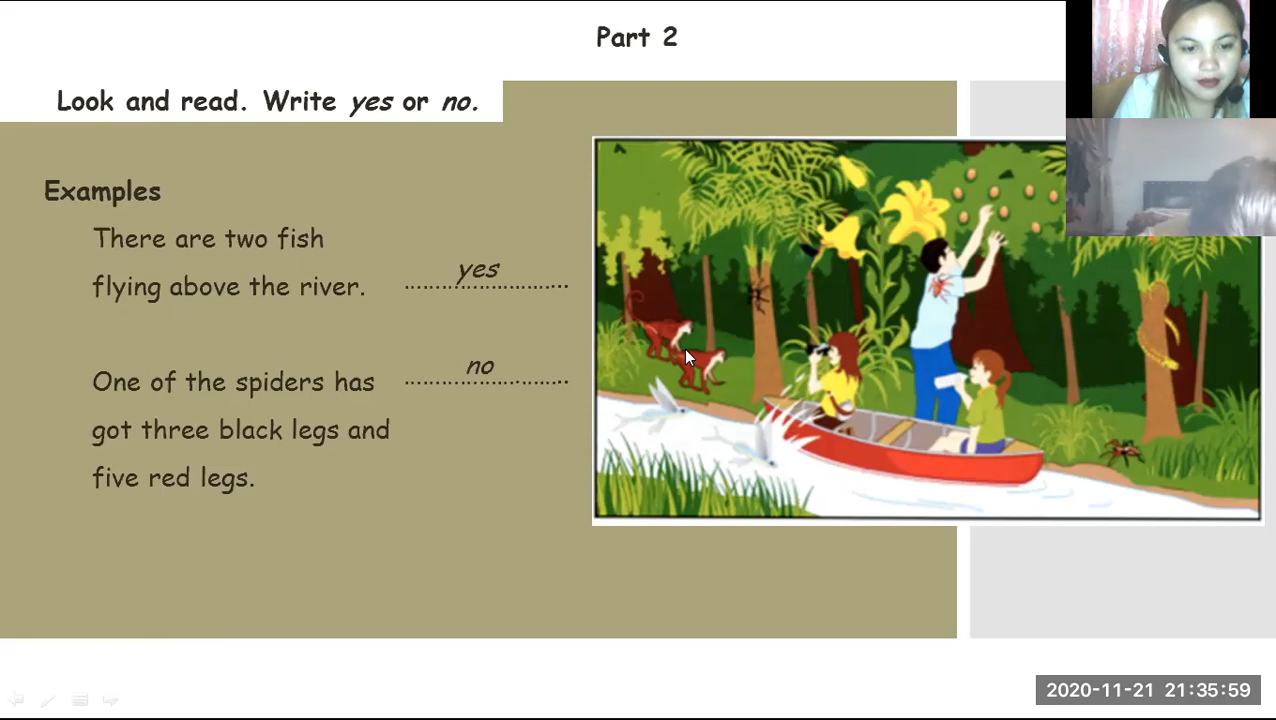 Part 2
Look and read. Write yes or no.
Examples
There are two fish
flying above the river.
yes
One of the spiders has
no
got three black legs and
five red legs.
2020-11-21 21:35:59